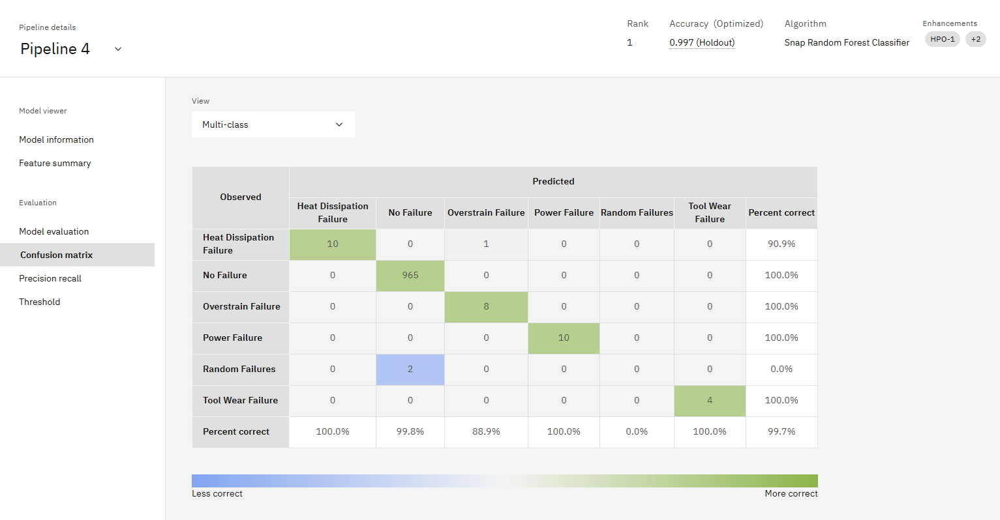 Pipeline details
Pipeline 4
Rank
1
Accuracy (Optimized)
0.997 (Holdout)
Algorithm
Snap Random Forest Classifier
Enhancements
HPO-1 +2
Model viewer
Model information
Feature summary
Evaluation
Model evaluation
Confusion matrix
Precision recall
Threshold
View
Multi-class
Observed
Predicted
Heat Dissipation
Failure
No Failure
Overstrain Failure
Power Failure
Random Failures
Tool Wear
Failure
Percent correct
Heat Dissipation
Failure
10 0 1 0 0 0 90.9%
No Failure 0 965 0 0 0 0 100.0%
Overstrain Failure 0 0 8 0 0 0 100.0%
Power Failure 0 0 0 10 0 0 100.0%
Random Failures 0 2 0 0 0 0 0.0%
Tool Wear Failure 0 0 0 0 0 4 100.0%
Percent correct 100.0% 99.8% 88.9% 100.0% 0.0% 100.0% 99.7%
Less correct More correct